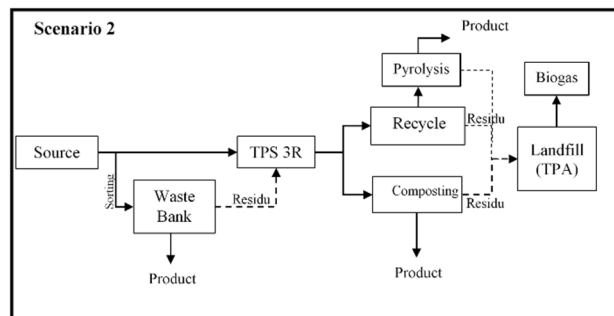 Scenario 2
Product
Pyrolysis
Biogas
Source
TPS 3R
Recycle
Residu
Landfill
(TPA)
Sorting
Waste
Bank
Residu
Composting
Residu
Product
Product